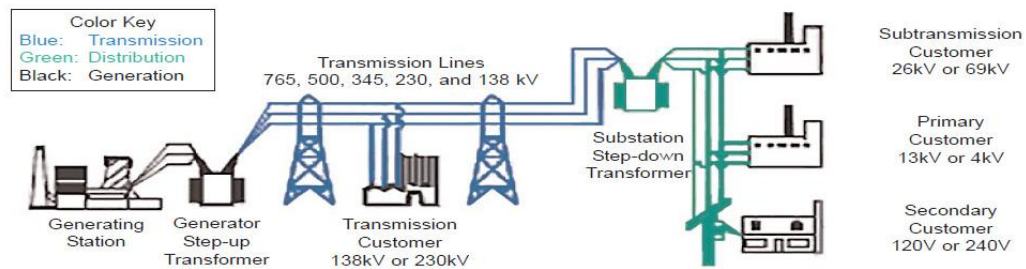 Color Key
Blue: Transmission
Green: Distribution
Black: Generation
Transmission Lines
765, 500, 345, 230, and 138 kV
Subtransmission
Customer
26kV or 69kV
Substation
Step-down
Transformer
Primary
Customer
13kV or 4kV
Generating
Station
Generator
Step-up
Transformer
Transmission
Customer
138kV or 230kV
Secondary
Customer
120V or 240V